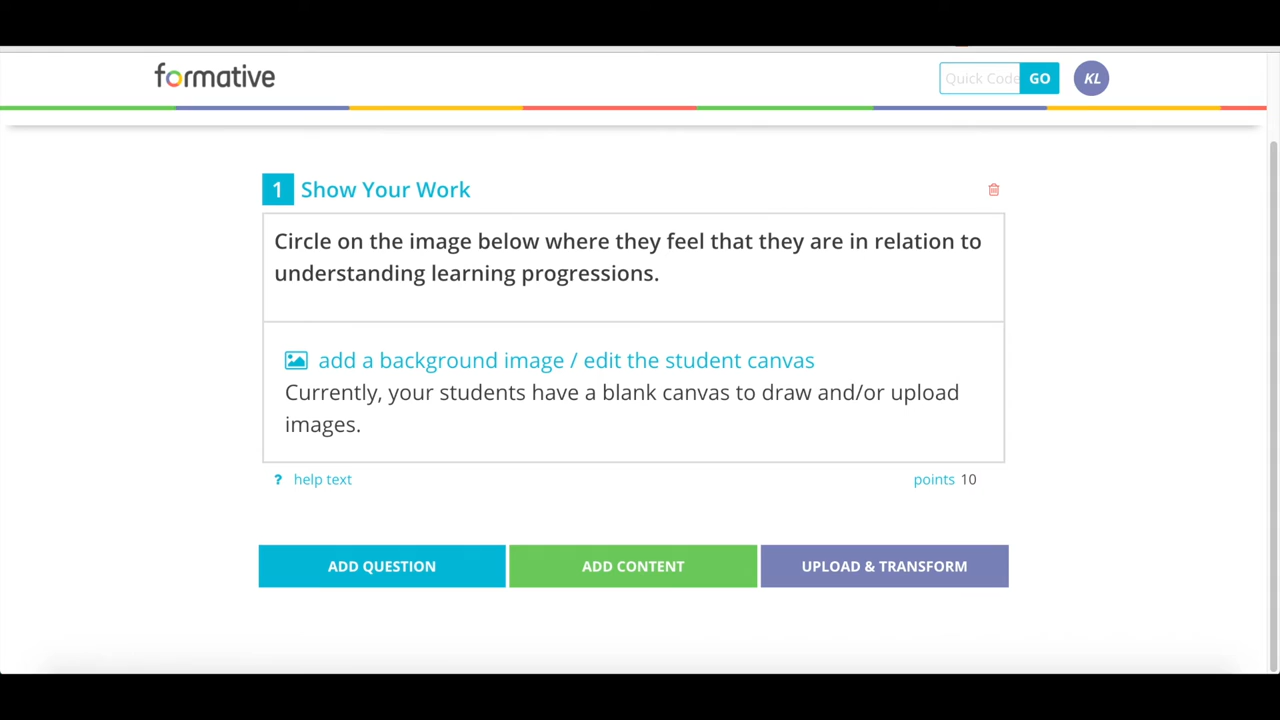 formative
Quick Code
GO
KL
1 Show Your Work
Circle on the image below where they feel that they are in relation to
understanding learning progressions.
add a background image / edit the student canvas
Currently, your students have a blank canvas to draw and/or upload
images.
? help text
points 10
ADD QUESTION
ADD CONTENT
UPLOAD & TRANSFORM